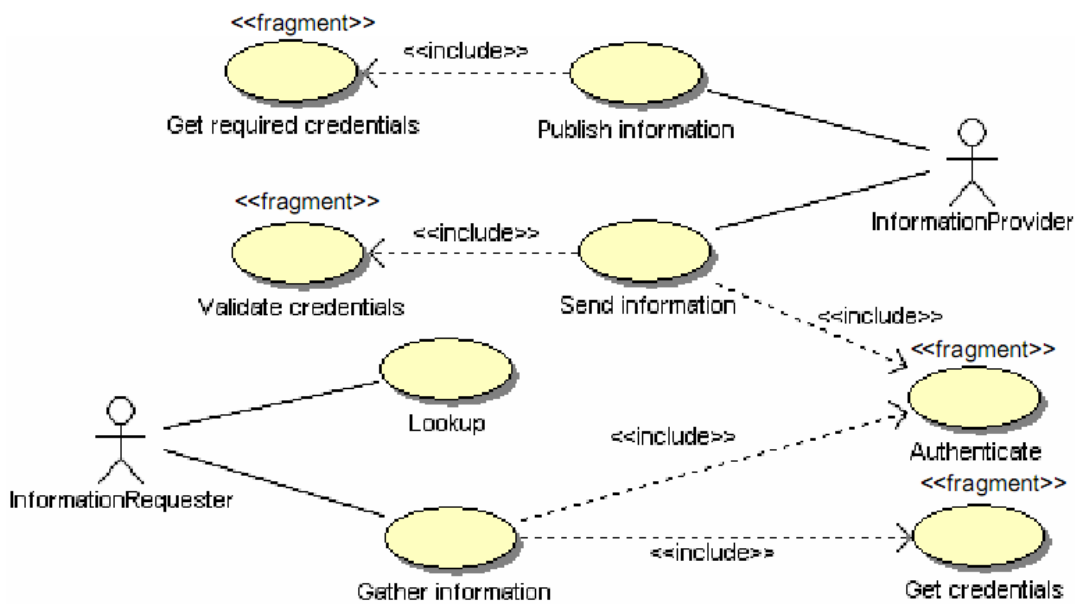 <<fragment>>
<<include>>
Get required credentials
Publish information
<<fragment>>
InformationProvider
<<include>>
Validate credentials
Send information
<<include>>
<<fragment>>
Lookup
<<include>>
Authenticate
InformationRequester
<<fragment>>
<<include>>
Gather information
Get credentials